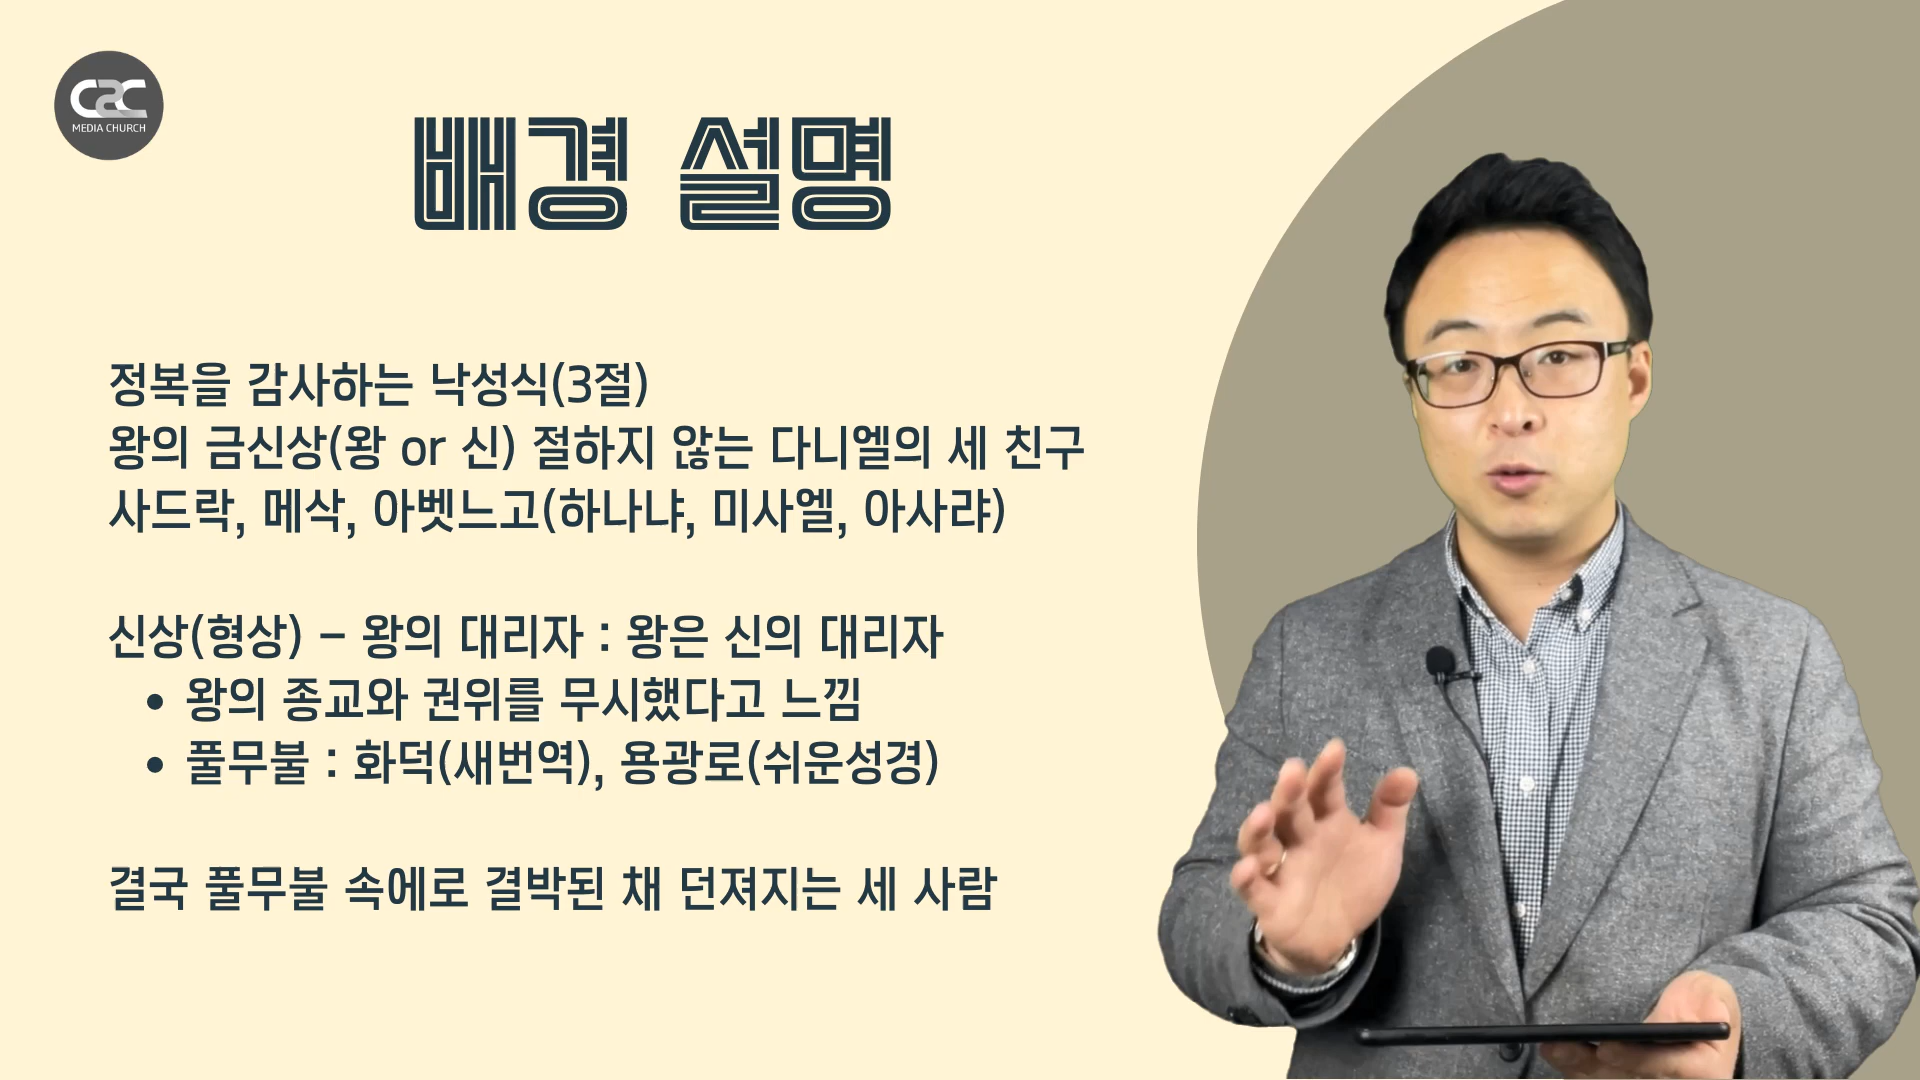 C2C
MEDIA CHURCH
배경 설명
정복을 감사하는 낙성식(3절)
왕의 금신상(왕 or 신) 절하지 않는 다니엘의 세 친구
사드락, 메삭, 아벳느고(하나냐, 미사엘, 아사랴)
신상(형상) – 왕의 대리자 : 왕은 신의 대리자
• 왕의 종교와 권위를 무시했다고 느낌
• 풀무불 : 화덕(새번역), 용광로(쉬운성경)
결국 풀무불 속에로 결박된 채 던져지는 세 사람